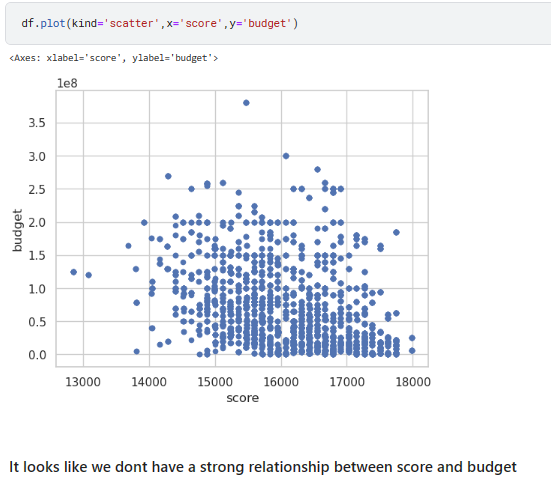 df.plot(kind='scatter',x='score',y='budget')
<Axes: xlabel='score', ylabel='budget'>
1e8
3.5
3.0
2.5
2.0
1.5
1.0
0.5
0.0
budget
13000 14000 15000 16000 17000 18000
score
It looks like we dont have a strong relationship between score and budget